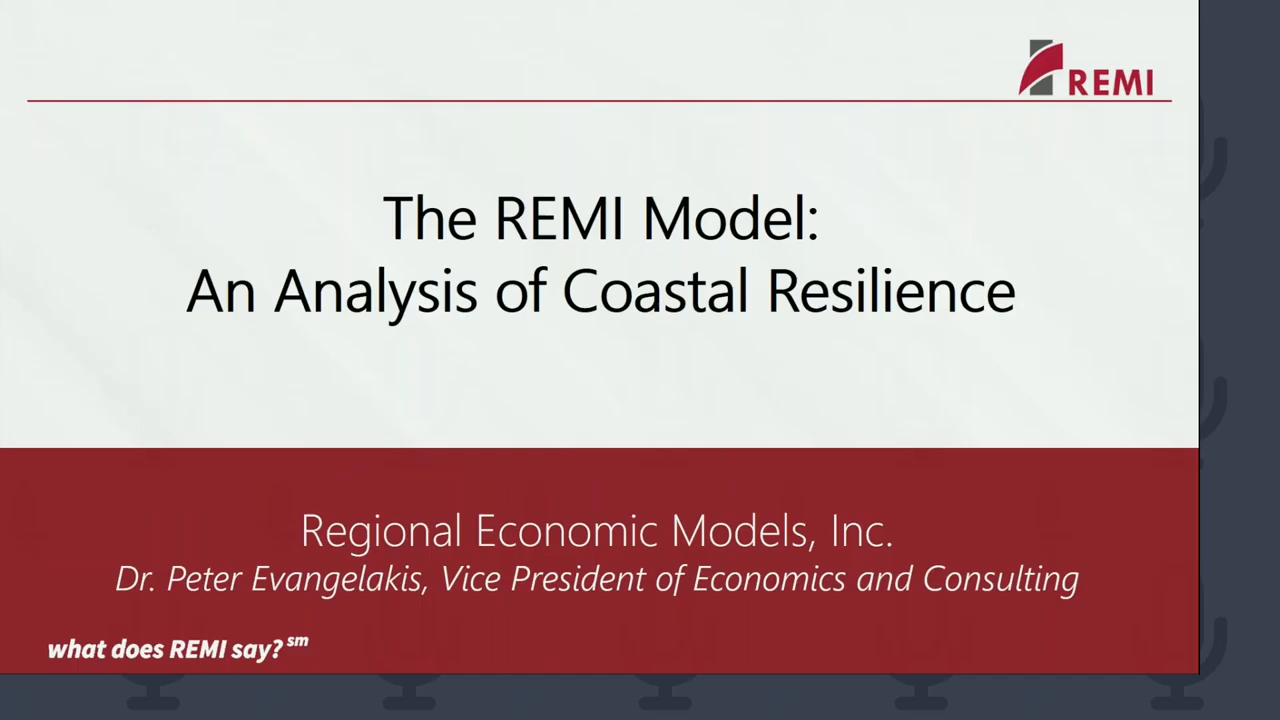 REMI
The REMI Model:
An Analysis of Coastal Resilience
Regional Economic Models, Inc.
Dr. Peter Evangelakis, Vice President of Economics and Consulting
what does REMI say? sm